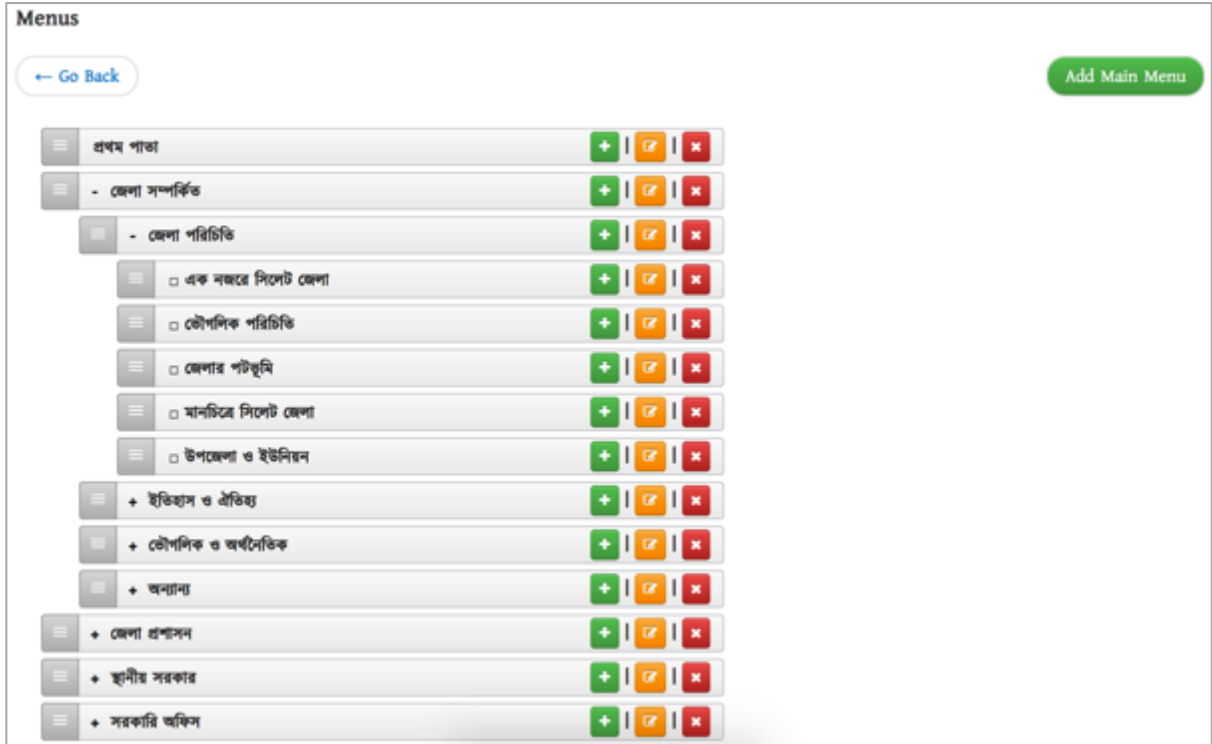 Menus
← Go Back
Add Main Menu
প্রথম পাতা
- জেলা সম্পর্কিত
- জেলা পরিচিতি
□ এক নজরে সিলেট জেলা
□ ভৌগলিক পরিচিতি
□ জেলার পটভূমি
□ মানচিত্রে সিলেট জেলা
□ উপজেলা ও ইউনিয়ন
+ ইতিহাস ও ঐতিহ্য
+ ভৌগলিক ও অর্থনৈতিক
+ অন্যান্য
+ জেলা প্রশাসন
+ স্থানীয় সরকার
+ সরকারি অফিস